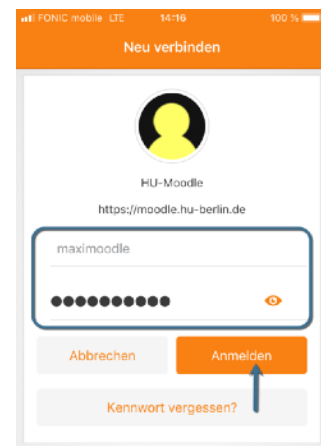 FONIC mobile LTE 14:16 100 %
Neu verbinden
HU-Moodle
https://moodle.hu-berlin.de
maximoodle
●●●●●●●●●●
Abbrechen Anmelden
Kennwort vergessen?